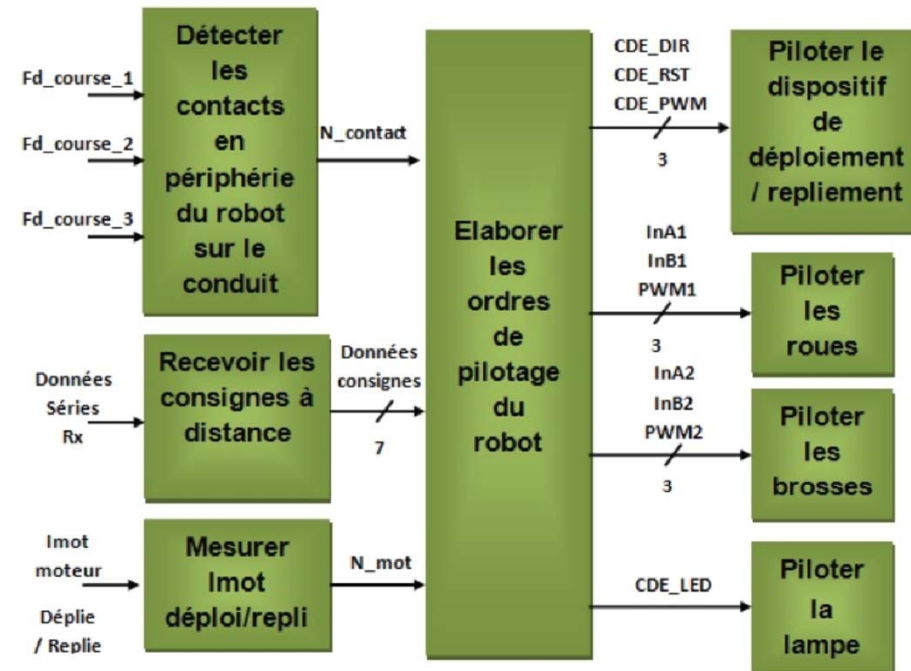 Fd_course_1
Fd_course_2
Fd_course_3
Détecter
les
contacts
en
périphérie
du robot
sur le
conduit
N_contact
Données
Séries
Rx
Recevoir les
consignes à
distance
Données
consignes
7
Imot
moteur
Déplie
/ Replie
Mesurer
Imot
déploi/repli
N_mot
Elaborer
les
ordres
de
pilotage
du
robot
CDE_DIR
CDE_RST
CDE_PWM
3
Piloter le
dispositif
de
déploiement
/ repliement
InA1
InB1
PWM1
3
Piloter
les
roues
InA2
InB2
PWM2
3
Piloter
les
brosses
CDE_LED
Piloter
la
lampe